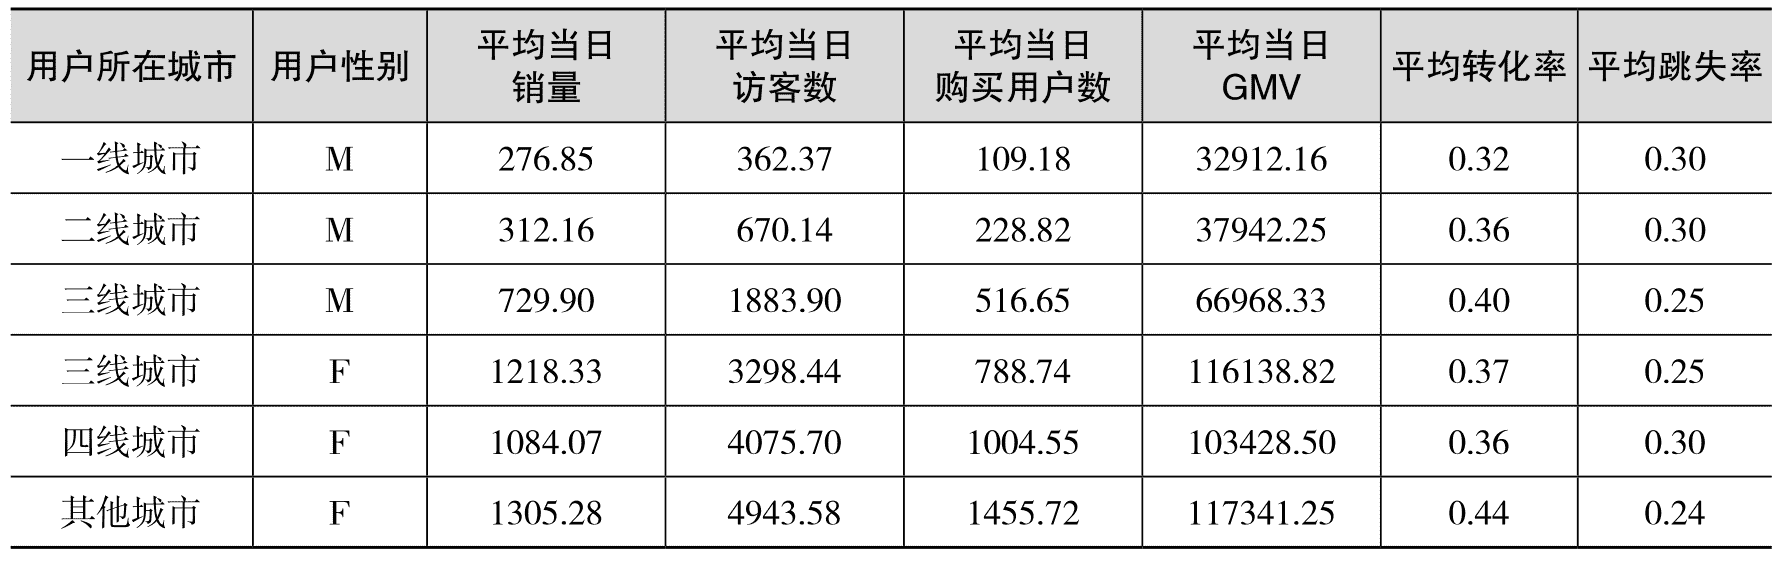 用户所在城市 用户性别 平均当日销量 平均当日访客数 平均当日购买用户数 平均当日GMV 平均转化率 平均跳失率
一线城市 M 276.85 362.37 109.18 32912.16 0.32 0.30
二线城市 M 312.16 670.14 228.82 37942.25 0.36 0.30
三线城市 M 729.90 1883.90 516.65 66968.33 0.40 0.25
三线城市 F 1218.33 3298.44 788.74 116138.82 0.37 0.25
四线城市 F 1084.07 4075.70 1004.55 103428.50 0.36 0.30
其他城市 F 1305.28 4943.58 1455.72 117341.25 0.44 0.24